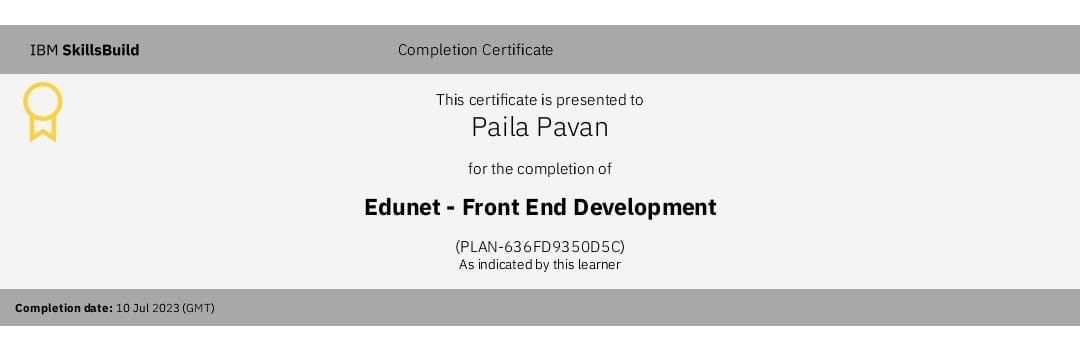 IBM SkillsBuild
Completion Certificate
This certificate is presented to
Paila Pavan
for the completion of
Edunet - Front End Development
(PLAN-636FD9350D5C)
As indicated by this learner
Completion date: 10 Jul 2023 (GMT)